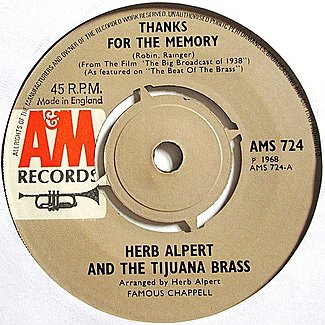 ALL RIGHTS OF THE MANUFACTURERS AND OWNER OF THE RECORDED WORK RESERVED. UNAUTHORISED PUBLIC
THANKS
FOR THE MEMORY
(Robin, Rainger)
(From The Film 'The Big Broadcast of 1938')
(As featured on "The Beat Of The Brass")
45 R.P.M.
Made in England
A&M
RECORDS
AMS 724
P 1968
AMS 724-A
HERB ALPERT
AND THE TIJUANA BRASS
Arranged by Herb Alpert
FAMOUS CHAPPELL